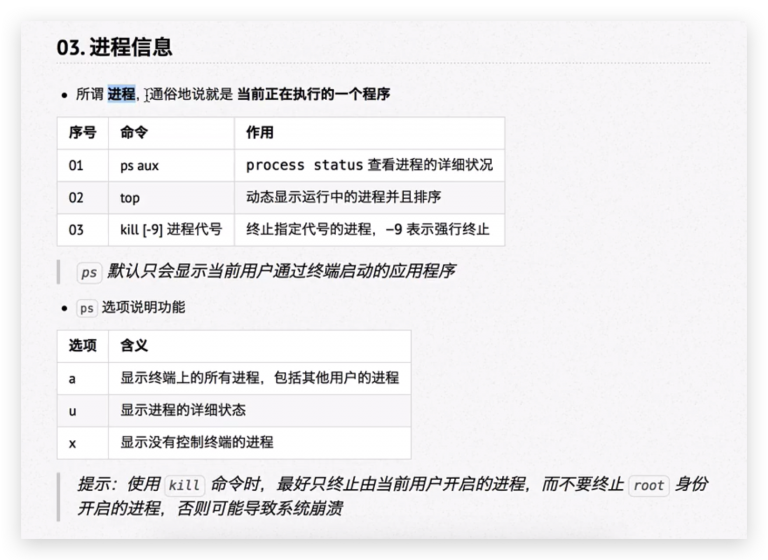 03. 进程信息
• 所谓 进程, 通俗地说就是 当前正在执行的一个程序
序号 命令 作用
01 ps aux process status 查看进程的详细状况
02 top 动态显示运行中的进程并且排序
03 kill [-9] 进程代号 终止指定代号的进程，-9 表示强行终止
ps 默认只会显示当前用户通过终端启动的应用程序
• ps 选项说明功能
选项 含义
a 显示终端上的所有进程，包括其他用户的进程
u 显示进程的详细状态
x 显示没有控制终端的进程
提示：使用 kill 命令时，最好只终止由当前用户开启的进程，而不要终止 root 身份
开启的进程，否则可能导致系统崩溃